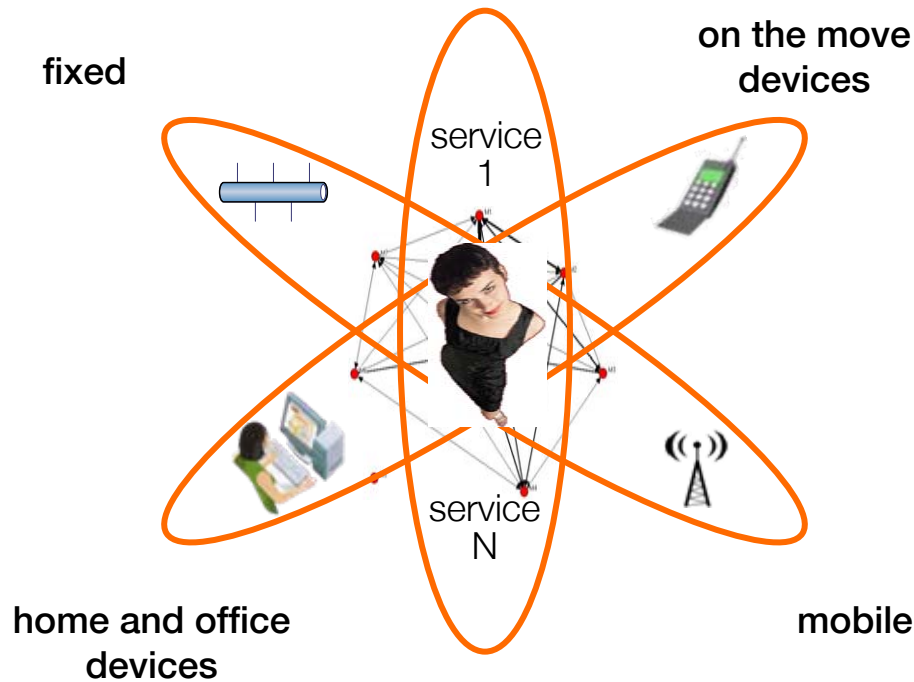 fixed
on the move
devices
service
1
service
N
home and office
devices
mobile